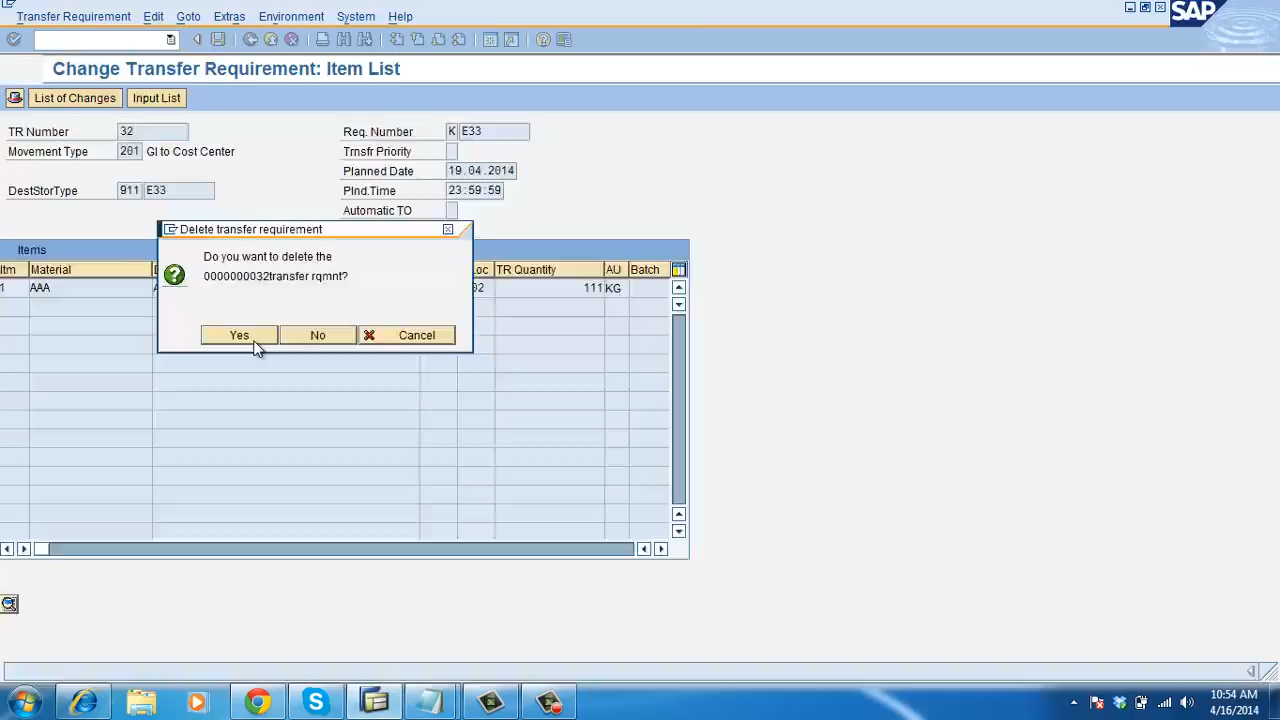 Transfer Requirement Edit Goto Extras Environment System Help
SAP
Change Transfer Requirement: Item List
List of Changes Input List
TR Number 32 Req. Number K E33
Movement Type 201 GI to Cost Center Trnsfr Priority
Planned Date 19.04.2014
DestStorType 911 E33 Plnd.Time 23:59:59
Automatic TO
Delete transfer requirement
Do you want to delete the
0000000032transfer rqmnt?
Yes No Cancel
Items
Itm Material D oc TR Quantity AU Batch
1 AAA A 02 111 KG
10:54 AM
4/16/2014